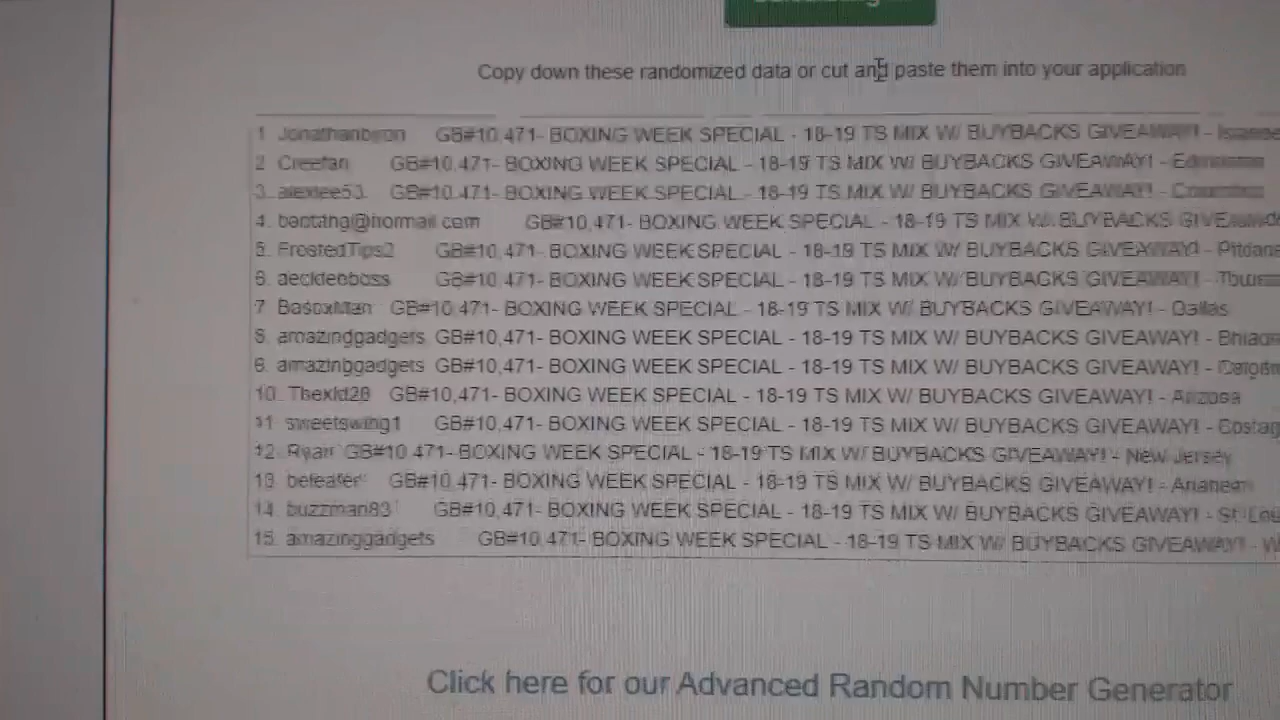 Copy down these randomized data or cut and paste them into your application
1. GB#10,471- BOXING WEEK SPECIAL - 18-19 TS MIX W/ BUYBACKS GIVEAWAY! -
2. GB#10,471- BOXING WEEK SPECIAL - 18-19 TS MIX W/ BUYBACKS GIVEAWAY! -
3. GB#10,471- BOXING WEEK SPECIAL - 18-19 TS MIX W/ BUYBACKS GIVEAWAY! -
4. GB#10,471- BOXING WEEK SPECIAL - 18-19 TS MIX W/ BUYBACKS
5. FrostedTips2 GB#10,471- BOXING WEEK SPECIAL - 18-19 TS MIX W/ BUYBACKS GIVEAWAY! -
6. GB#10,471- BOXING WEEK SPECIAL - 18-19 TS MIX W/ BUYBACKS GIVEAWAY! -
7. BasoxMan GB#10,471- BOXING WEEK SPECIAL - 18-19 TS MIX W/ BUYBACKS GIVEAWAY! - Dallas
8. amazinggadgets GB#10,471- BOXING WEEK SPECIAL - 18-19 TS MIX W/ BUYBACKS GIVEAWAY! -
9. amazinggadgets GB#10,471- BOXING WEEK SPECIAL - 18-19 TS MIX W/ BUYBACKS GIVEAWAY! -
10. GB#10,471- BOXING WEEK SPECIAL - 18-19 TS MIX W/ BUYBACKS GIVEAWAY! - Arizona
11. sweetswing1 GB#10,471- BOXING WEEK SPECIAL - 18-19 TS MIX W/ BUYBACKS GIVEAWAY! -
12. Ryan GB#10,471- BOXING WEEK SPECIAL - 18-19 TS MIX W/ BUYBACKS GIVEAWAY! - New Jersey
13. GB#10,471- BOXING WEEK SPECIAL - 18-19 TS MIX W/ BUYBACKS GIVEAWAY! - Anaheim
14. buzzman83 GB#10,471- BOXING WEEK SPECIAL - 18-19 TS MIX W/ BUYBACKS GIVEAWAY! - St. Lou
15. amazinggadgets GB#10,471- BOXING WEEK SPECIAL - 18-19 TS MIX W/ BUYBACKS GIVEAWAY! - W
Click here for our Advanced Random Number Generator